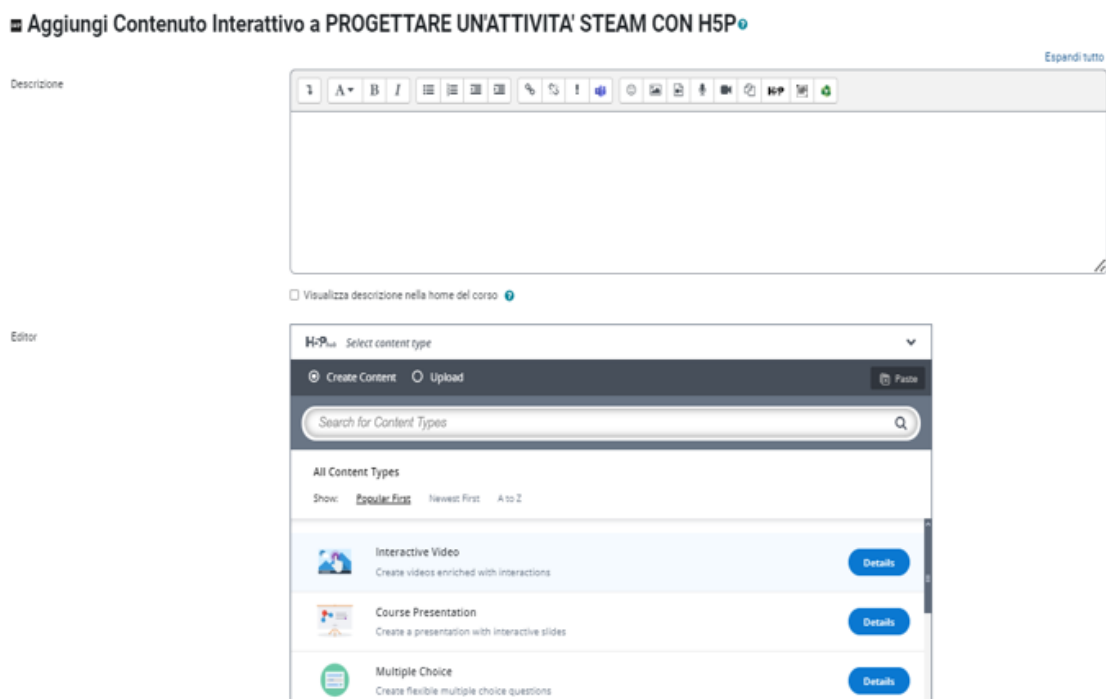 Aggiungi Contenuto Interattivo a PROGETTARE UN'ATTIVITA' STEAM CON H5P
Espandi tutto
Descrizione
Visualizza descrizione nella home del corso
Editor
H5P Select content type
Create Content Upload
Paste
Search for Content Types
All Content Types
Show: Popular First Newest First A to Z
Interactive Video
Create videos enriched with interactions
Details
Course Presentation
Create a presentation with interactive slides
Details
Multiple Choice
Create flexible multiple choice questions
Details